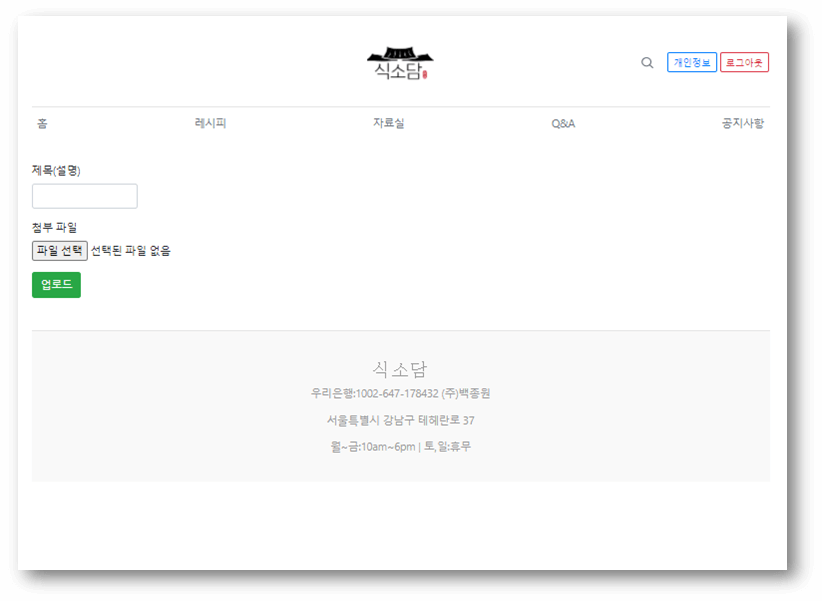 식소담
개인정보 로그아웃
홈 레시피 자료실 Q&A 공지사항
제목(설명)
첨부 파일
파일 선택 선택된 파일 없음
업로드
식소담
우리은행:1002-647-178432 (주)백종원
서울특별시 강남구 테헤란로 37
월~금:10am~6pm | 토,일:휴무